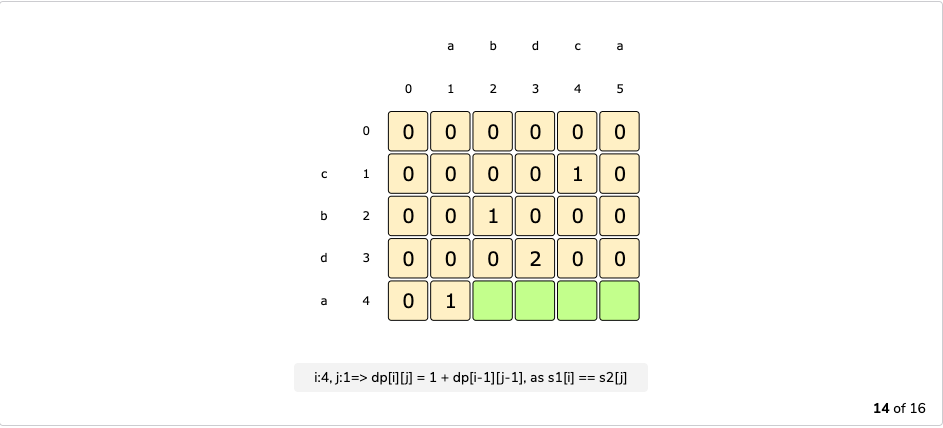 a b d c a
0 1 2 3 4 5
0 0 0 0 0 0 0
c 1 0 0 0 0 1 0
b 2 0 0 1 0 0 0
d 3 0 0 0 2 0 0
a 4 0 1
i:4, j:1=> dp[i][j] = 1 + dp[i-1][j-1], as s1[i] == s2[j]
14 of 16